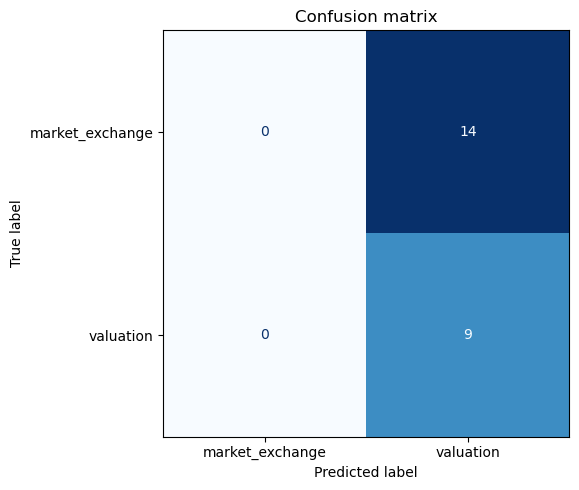 Confusion matrix
True label
market_exchange
0
14
valuation
0
9
market_exchange
valuation
Predicted label